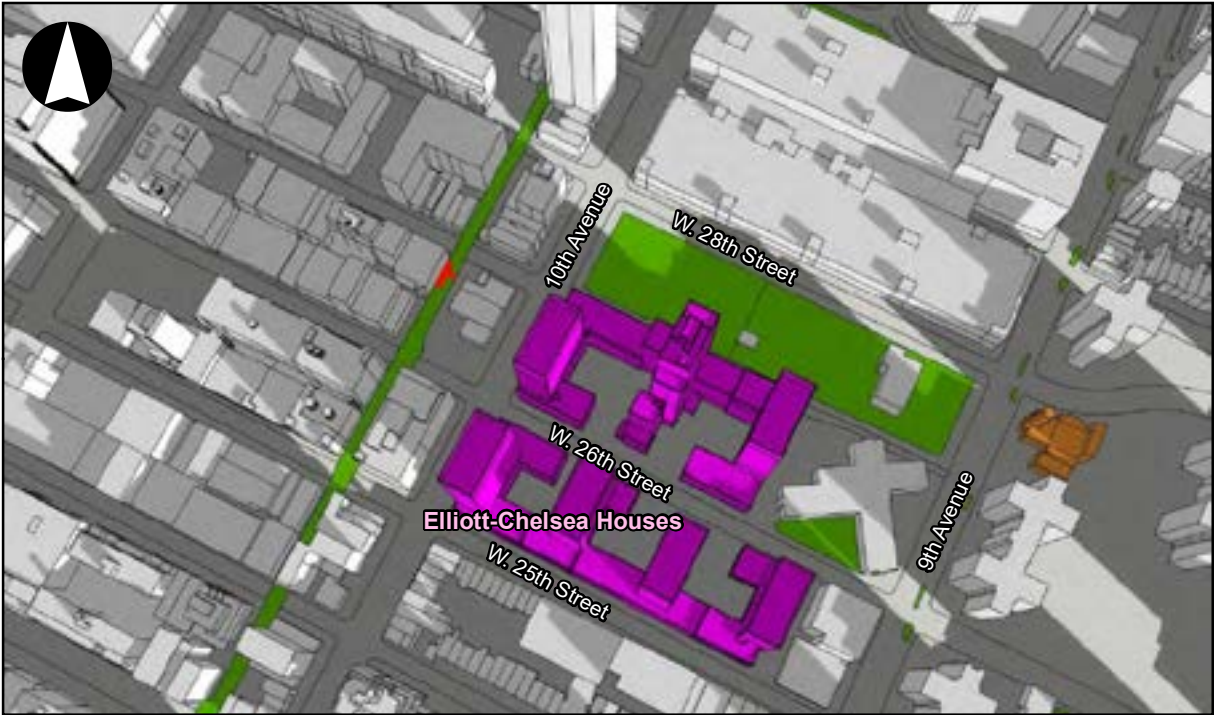 10th Avenue
W. 28th Street
W. 26th Street
Elliott-Chelsea Houses
9th Avenue
W. 25th Street